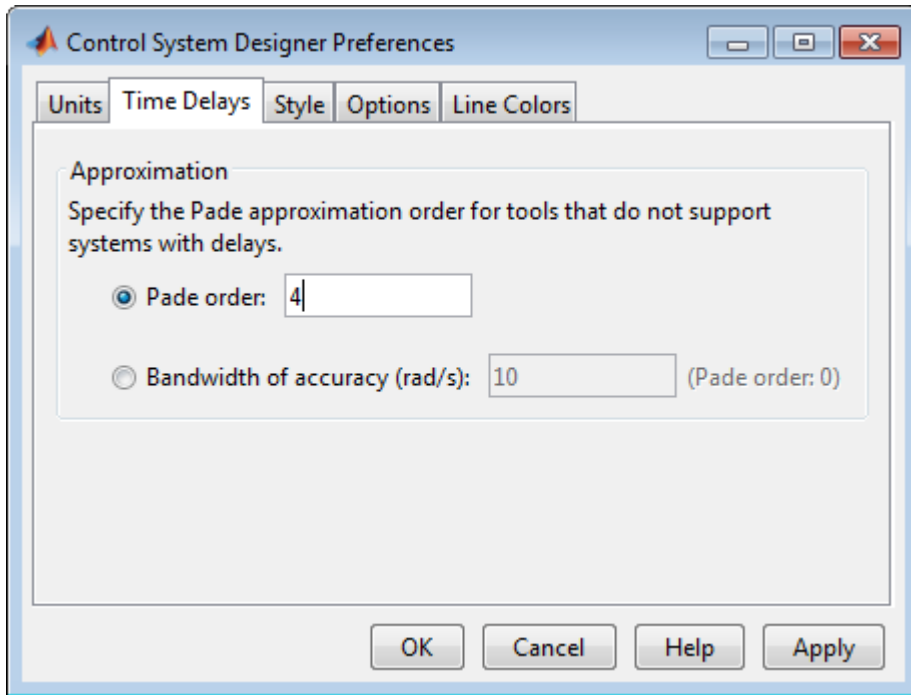 Control System Designer Preferences
Units Time Delays Style Options Line Colors
Approximation
Specify the Pade approximation order for tools that do not support
systems with delays.
Pade order: 4
Bandwidth of accuracy (rad/s): 10 (Pade order: 0)
OK Cancel Help Apply